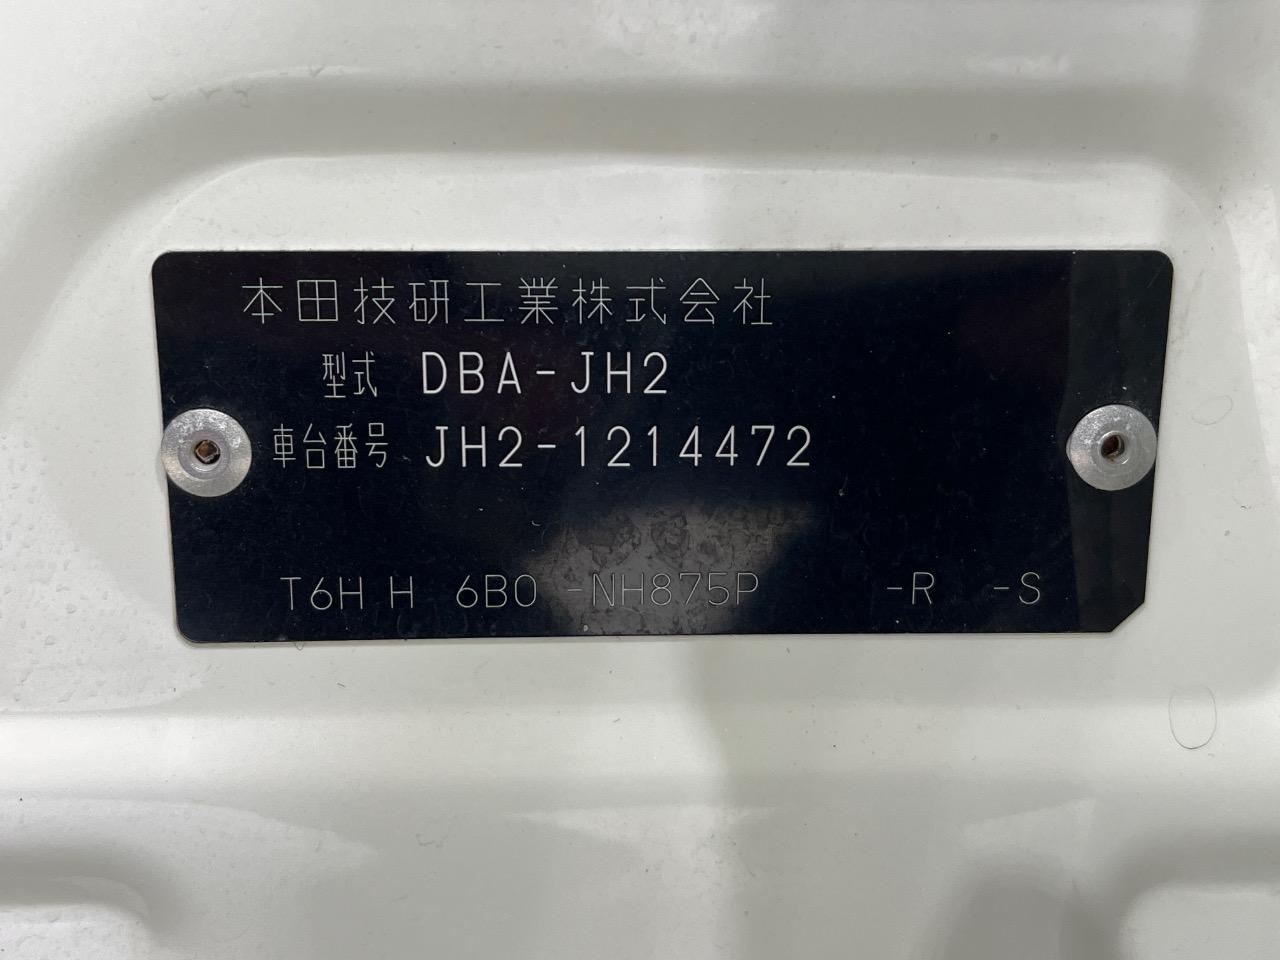 本田技研工業株式会社
型式 DBA-JH2
車台番号 JH2-1214472
T6H H 6B0 -NH875P -R -S